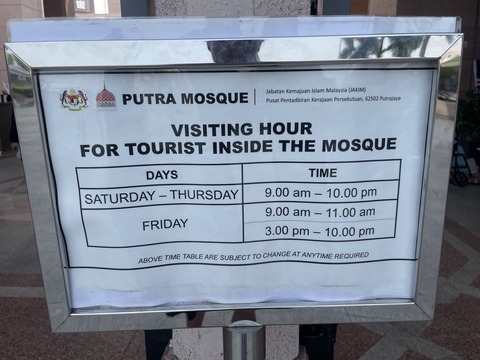 PUTRA MOSQUE
Jabatan Kemajuan Islam Malaysia (JAKIM)
Pusat Pentadbiran Kerajaan Persekutuan, 62502 Putrajaya
VISITING HOUR
FOR TOURIST INSIDE THE MOSQUE
DAYS TIME
SATURDAY – THURSDAY 9.00 am – 10.00 pm
FRIDAY 9.00 am – 11.00 am
3.00 pm – 10.00 pm
ABOVE TIME TABLE ARE SUBJECT TO CHANGE AT ANYTIME REQUIRED